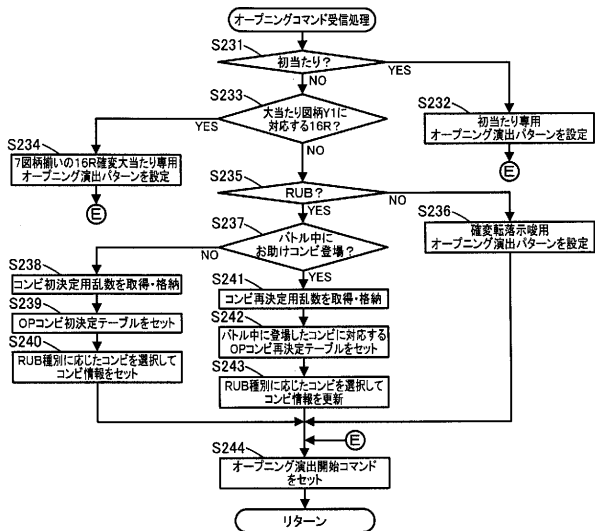 オープニングコマンド受信処理
S231
初当たり?
YES
NO
S233
大当たり図柄Y1に
対応する16R?
YES
NO
S232
初当たり専用
オープニング演出パターンを設定
E
S234
7図柄揃いの16R確変大当たり専用
オープニング演出パターンを設定
E
S235
RUB?
NO
YES
S236
確変転落示唆用
オープニング演出パターンを設定
S237
バトル中に
お助けコンビ登場?
NO
YES
S238
コンビ初決定用乱数を取得・格納
S239
OPコンビ初決定テーブルをセット
S240
RUB種別に応じたコンビを選択して
コンビ情報をセット
S241
コンビ再決定用乱数を取得・格納
S242
バトル中に登場したコンビに対応する
OPコンビ再決定テーブルをセット
S243
RUB種別に応じたコンビを選択して
コンビ情報を更新
E
S244
オープニング演出開始コマンド
をセット
リターン